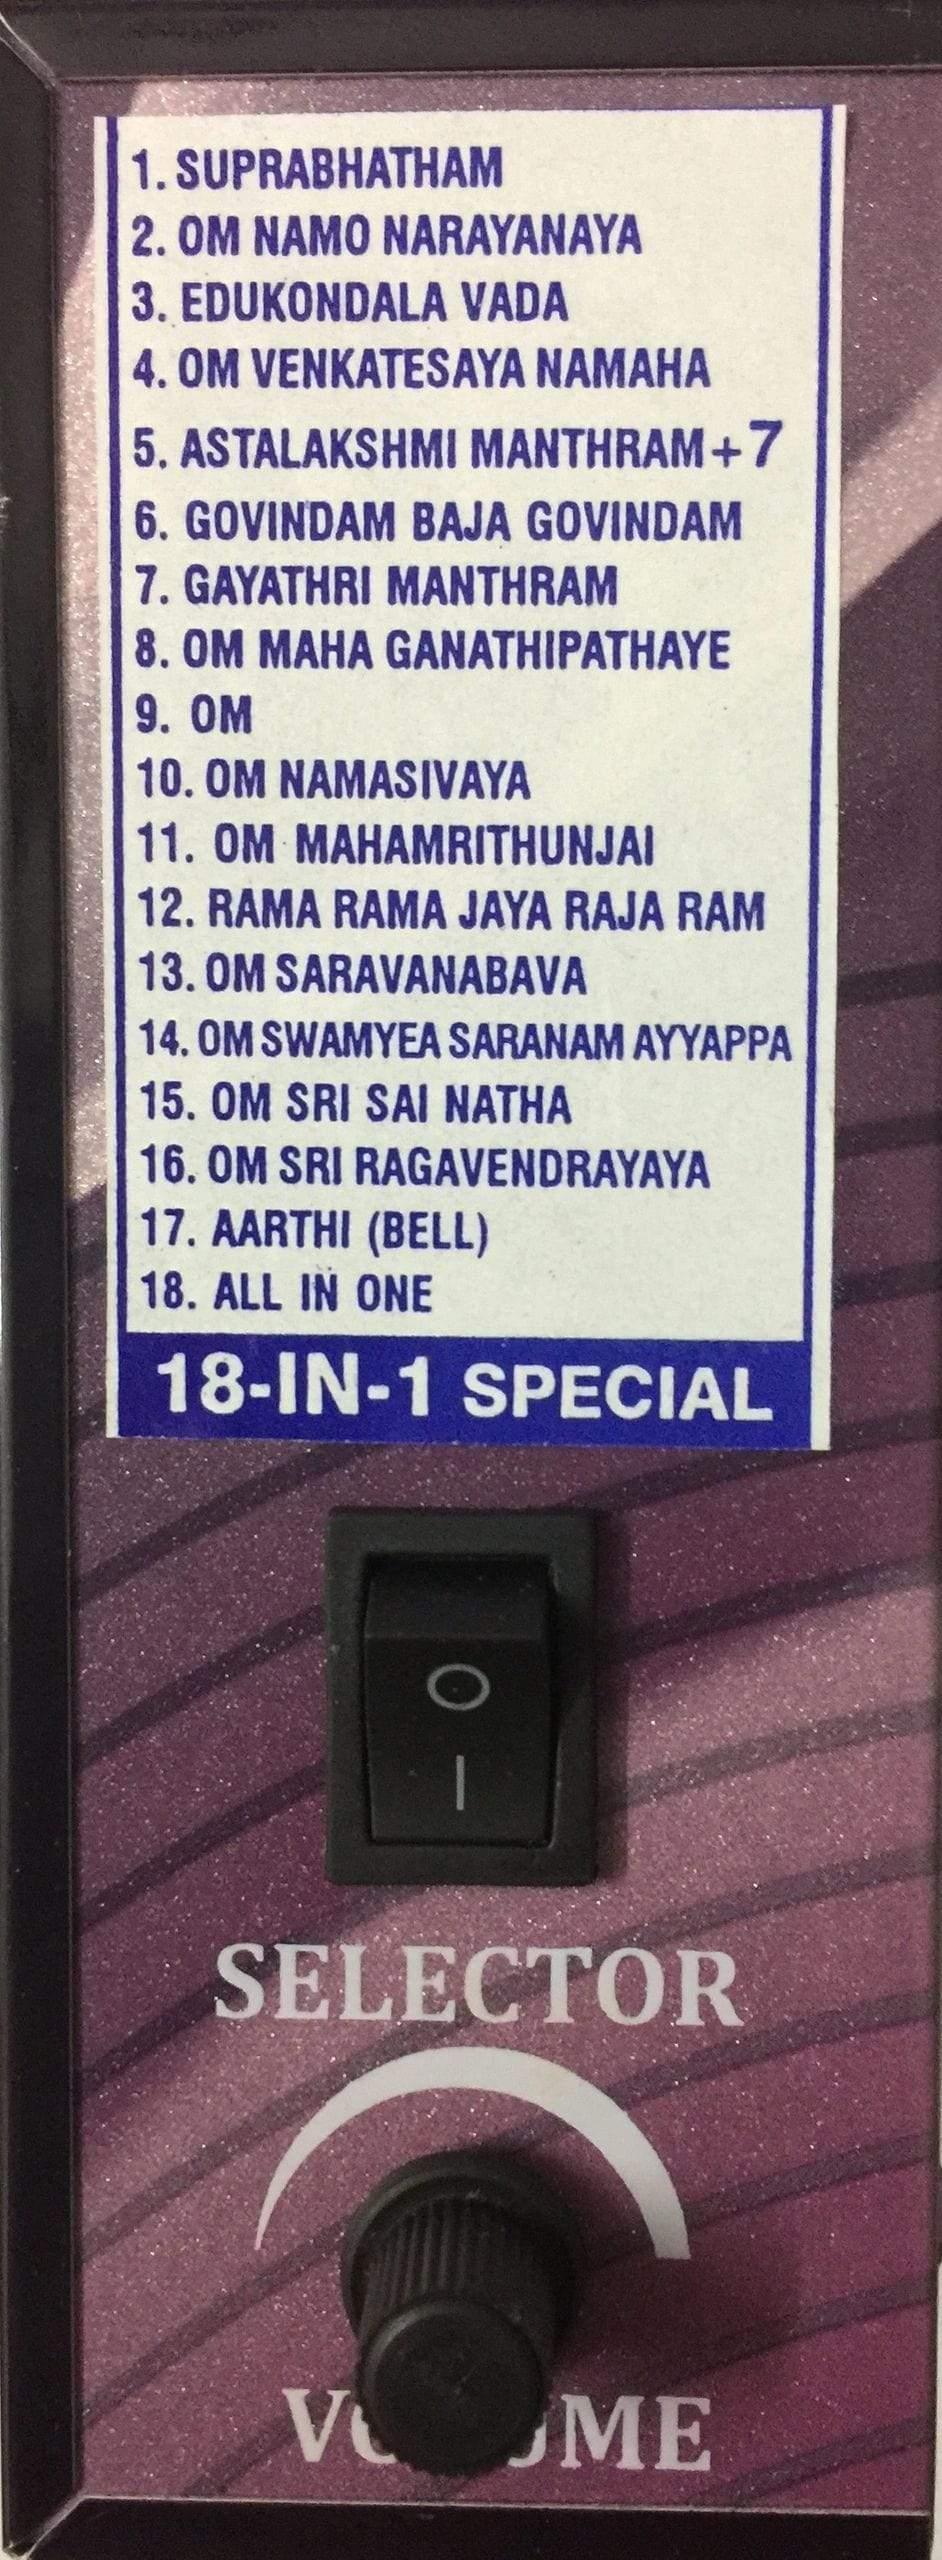 1. SUPRABHATHAM
2. OM NAMO NARAYANAYA
3. EDUKONDALA VADA
4. OM VENKATESAYA NAMAHA
5. ASTALAKSHMI MANTHRAM + 7
6. GOVINDAM BAJA GOVINDAM
7. GAYATHRI MANTHRAM
8. OM MAHA GANATHIPATHAYE
9. OM
10. OM NAMASIVAYA
11. OM MAHAMRITHUNJAI
12. RAMA RAMA JAYA RAJA RAM
13. OM SARAVANABAVA
14. OM SWAMYEA SARANAM AYYAPPA
15. OM SRI SAI NATHA
16. OM SRI RAGAVENDRAYAYA
17. AARTHI (BELL)
18. ALL IN ONE
18-IN-1 SPECIAL
O
I
SELECTOR
VOLUME